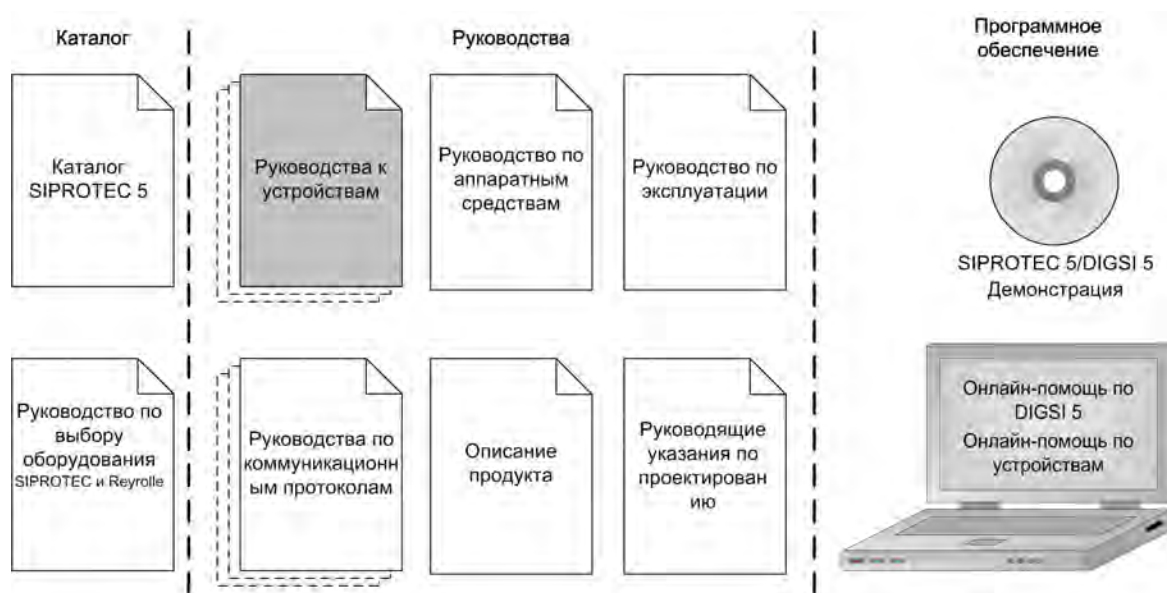 Каталог
Руководства
Программное
обеспечение
Каталог
SIPROTEC 5
Руководства к
устройствам
Руководство по
аппаратным
средствам
Руководство по
эксплуатации
SIPROTEC 5/DIGSI 5
Демонстрация
Руководство по
выбору
оборудования
SIPROTEC и Reyrolle
Руководства по
коммуникационн
ым протоколам
Описание
продукта
Руководящие
указания по
проектирован
ию
Онлайн-помощь по
DIGSI 5
Онлайн-помощь по
устройствам